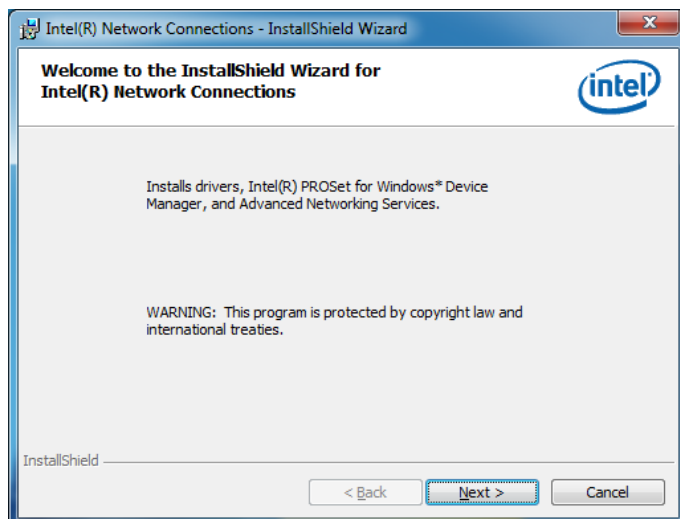 Intel(R) Network Connections - InstallShield Wizard
X
Welcome to the InstallShield Wizard for
Intel(R) Network Connections
intel
Installs drivers, Intel(R) PROSet for Windows* Device
Manager, and Advanced Networking Services.
WARNING: This program is protected by copyright law and
international treaties.
InstallShield
< Back Next > Cancel